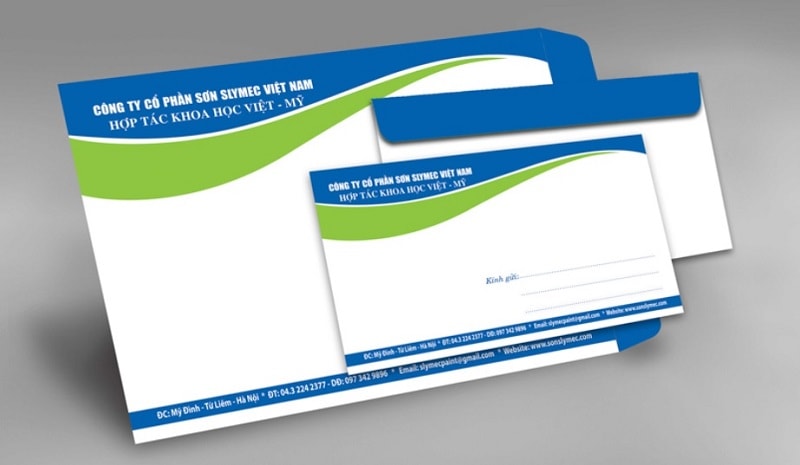 CÔNG TY CỔ PHẦN SƠN SLYMEC VIỆT NAM
HỢP TÁC KHOA HỌC VIỆT - MỸ
ĐC: Mỹ Đình - Từ Liêm - Hà Nội * ĐT: 04.3 224 2377 - DĐ: 097 342 9896 * Email: slymecpaint@gmail.com * Website: www.sonslymec.com
CÔNG TY CỔ PHẦN SƠN SLYMEC VIỆT NAM
HỢP TÁC KHOA HỌC VIỆT - MỸ
Kính gửi:
ĐC: Mỹ Đình - Từ Liêm - Hà Nội * ĐT: 04.3 224 2377 - DĐ: 097 342 9896 * Email: slymecpaint@gmail.com * Website: www.sonslymec.com